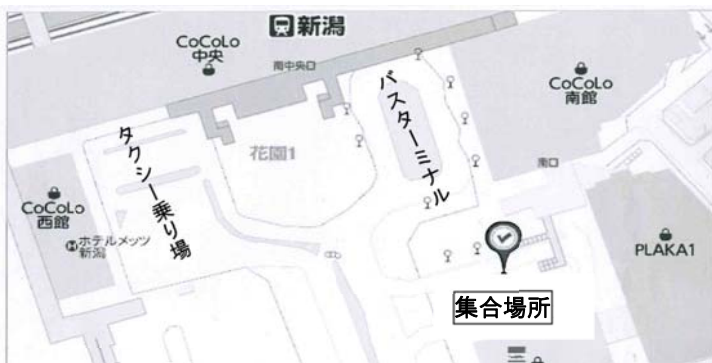 新潟
CoCoLo
中央
南中央口
バスターミナル
CoCoLo
南館
タクシー乗り場
花園1
南口
CoCoLo
西館
ホテルメッツ
新潟
PLAKA1
集合場所